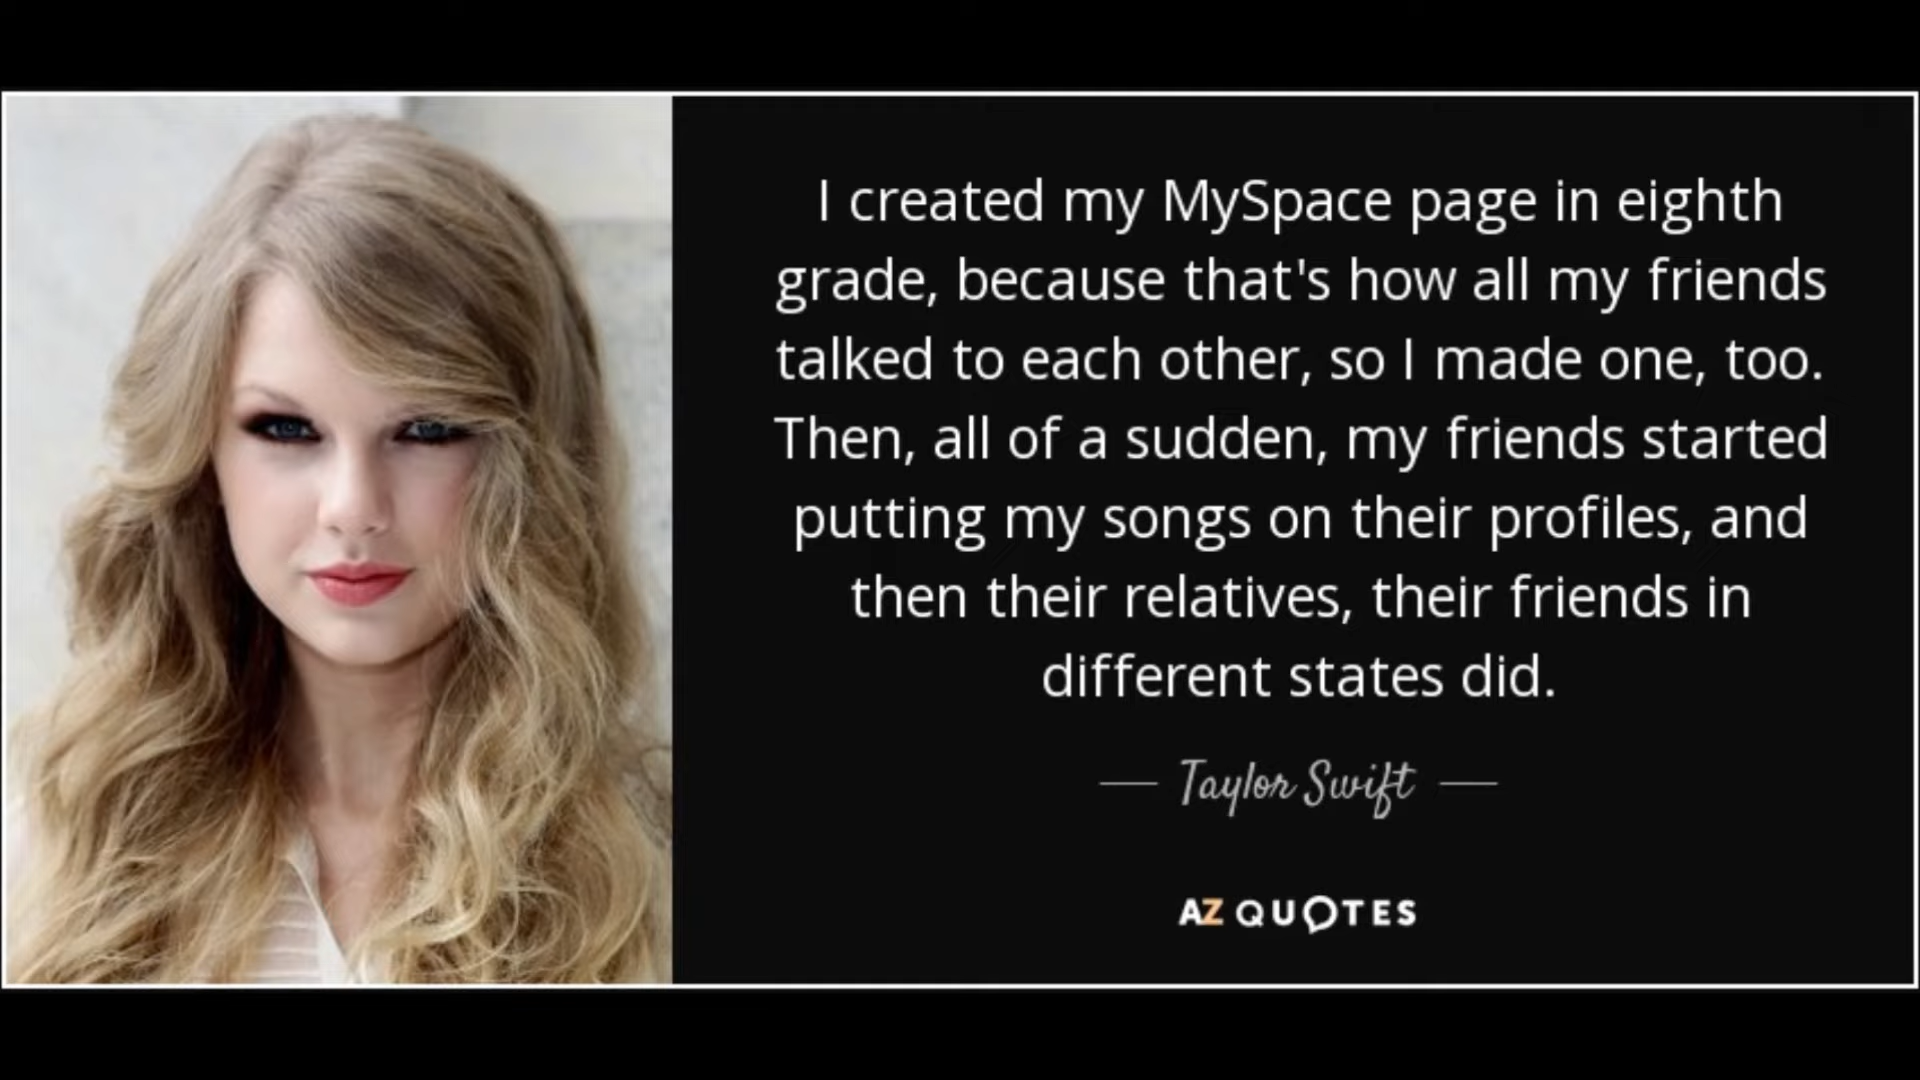 I created my MySpace page in eighth
grade, because that's how all my friends
talked to each other, so I made one, too.
Then, all of a sudden, my friends started
putting my songs on their profiles, and
then their relatives, their friends in
different states did.
Taylor Swift
AZ QUOTES